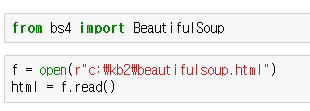 from bs4 import BeautifulSoup
f = open(r"c:₩kb2₩beautifulsoup.html")
html = f.read()